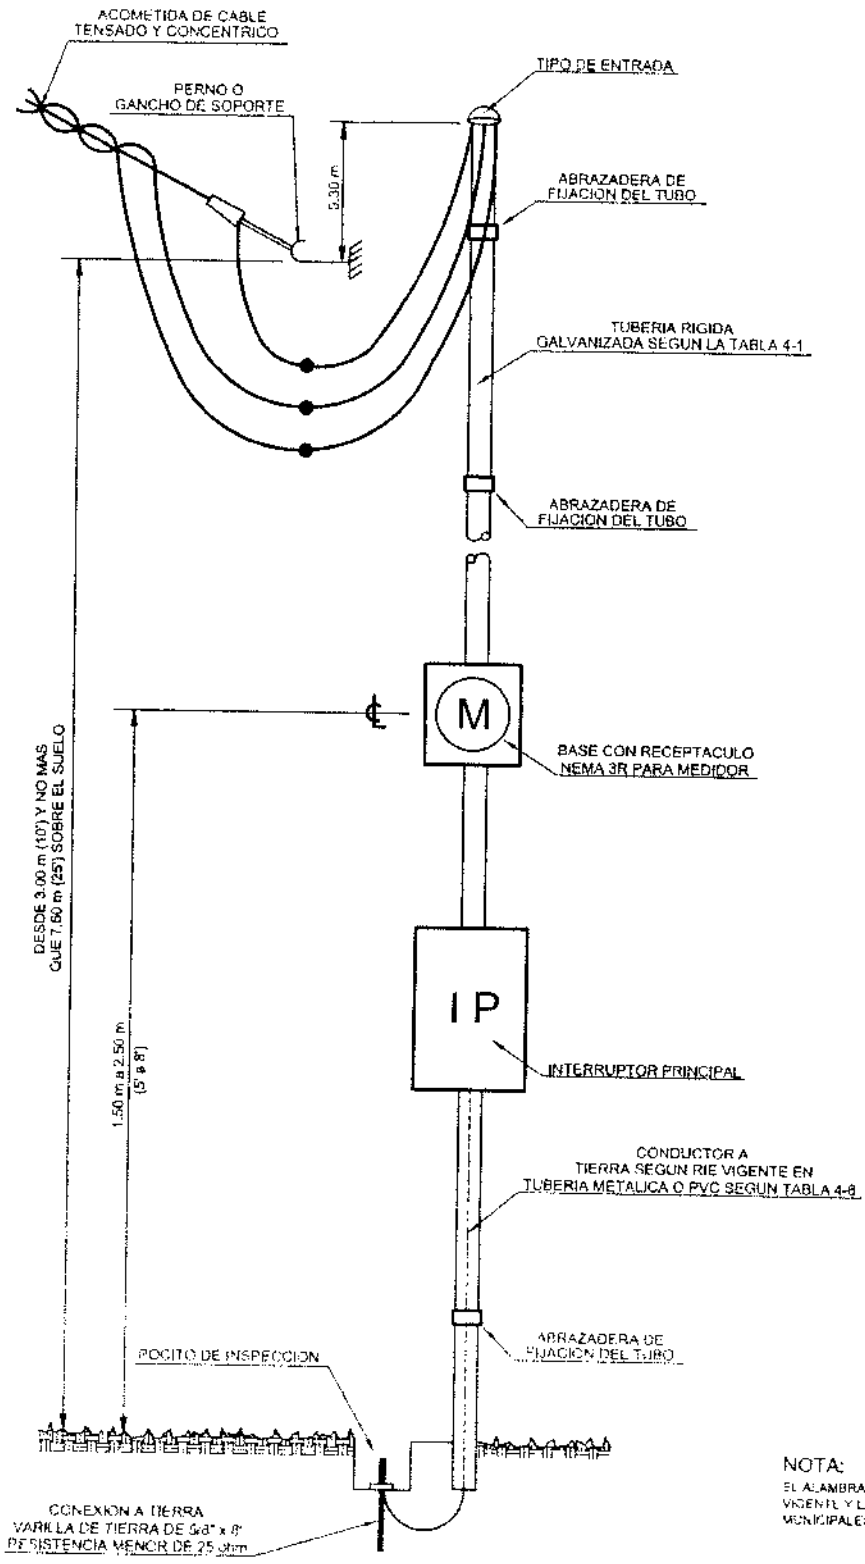 ACOMETIDA DE CABLE
TENSADO Y CONCENTRICO
PERNO O
GANCHO DE SOPORTE
TIPO DE ENTRADA
0.30 m
ABRAZADERA DE
FIJACION DEL TUBO
TUBERIA RIGIDA
GALVANIZADA SEGUN LA TABLA 4-1
ABRAZADERA DE
FIJACION DEL TUBO
M
BASE CON RECEPTACULO
NEMA 3R PARA MEDIDOR
DESDE 3.00 m (10') Y NO MAS
QUE 7.60 m (25') SOBRE EL SUELO
1.50 m a 2.50 m
(5' a 8')
I P
INTERRUPTOR PRINCIPAL
CONDUCTOR A
TIERRA SEGUN RIE VIGENTE EN
TUBERIA METALICA O PVC SEGUN TABLA 4-6
ABRAZADERA DE
FIJACION DEL TUBO
POCITO DE INSPECCION
CONEXION A TIERRA
VARILLA DE TIERRA DE 5/8" x 8'
RESISTENCIA MENOR DE 25 ohm
NOTA:
EL ALAMBRA
VIGENTE Y L
MUNICIPALE